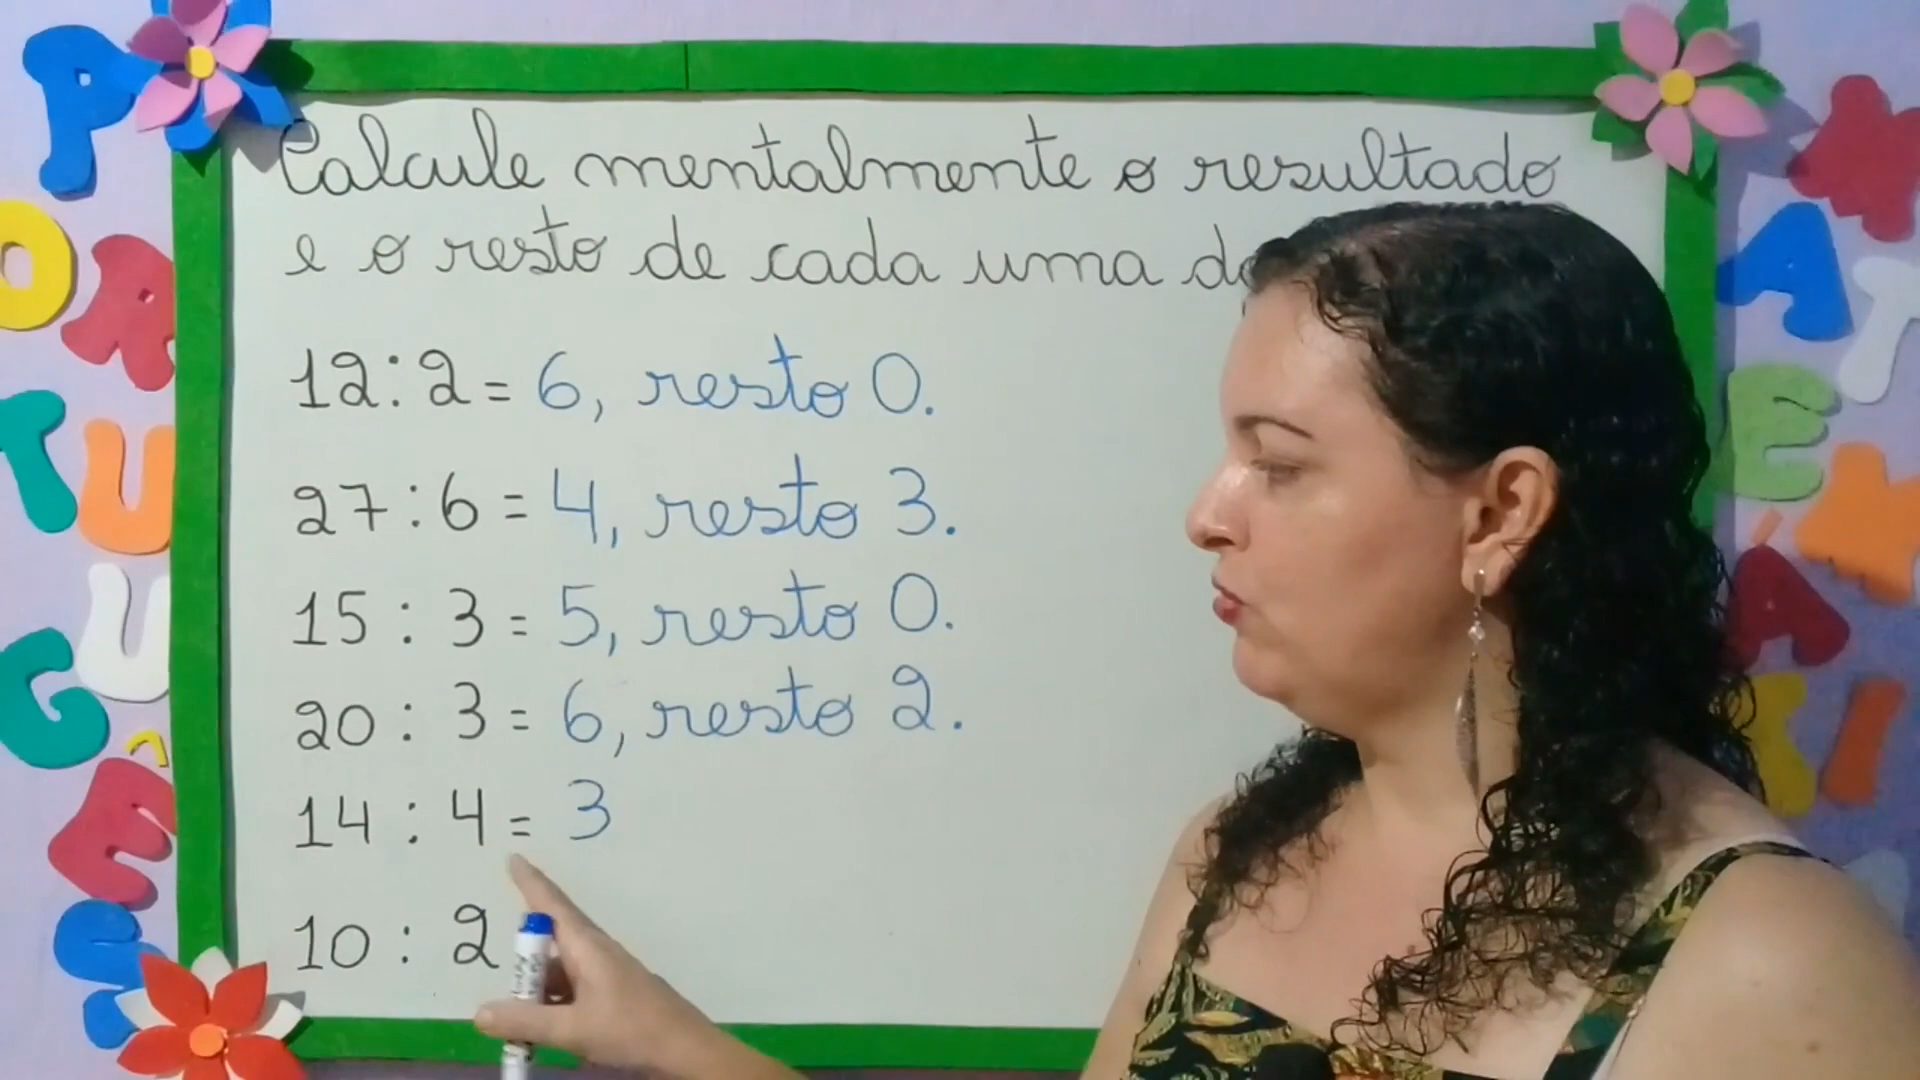 Calcule mentalmente o resultado
e o resto de cada uma
12 : 2 = 6, resto 0.
27 : 6 = 4, resto 3.
15 : 3 = 5, resto 0.
20 : 3 = 6, resto 2.
14 : 4 = 3
10 : 2
PORTUGUÊS